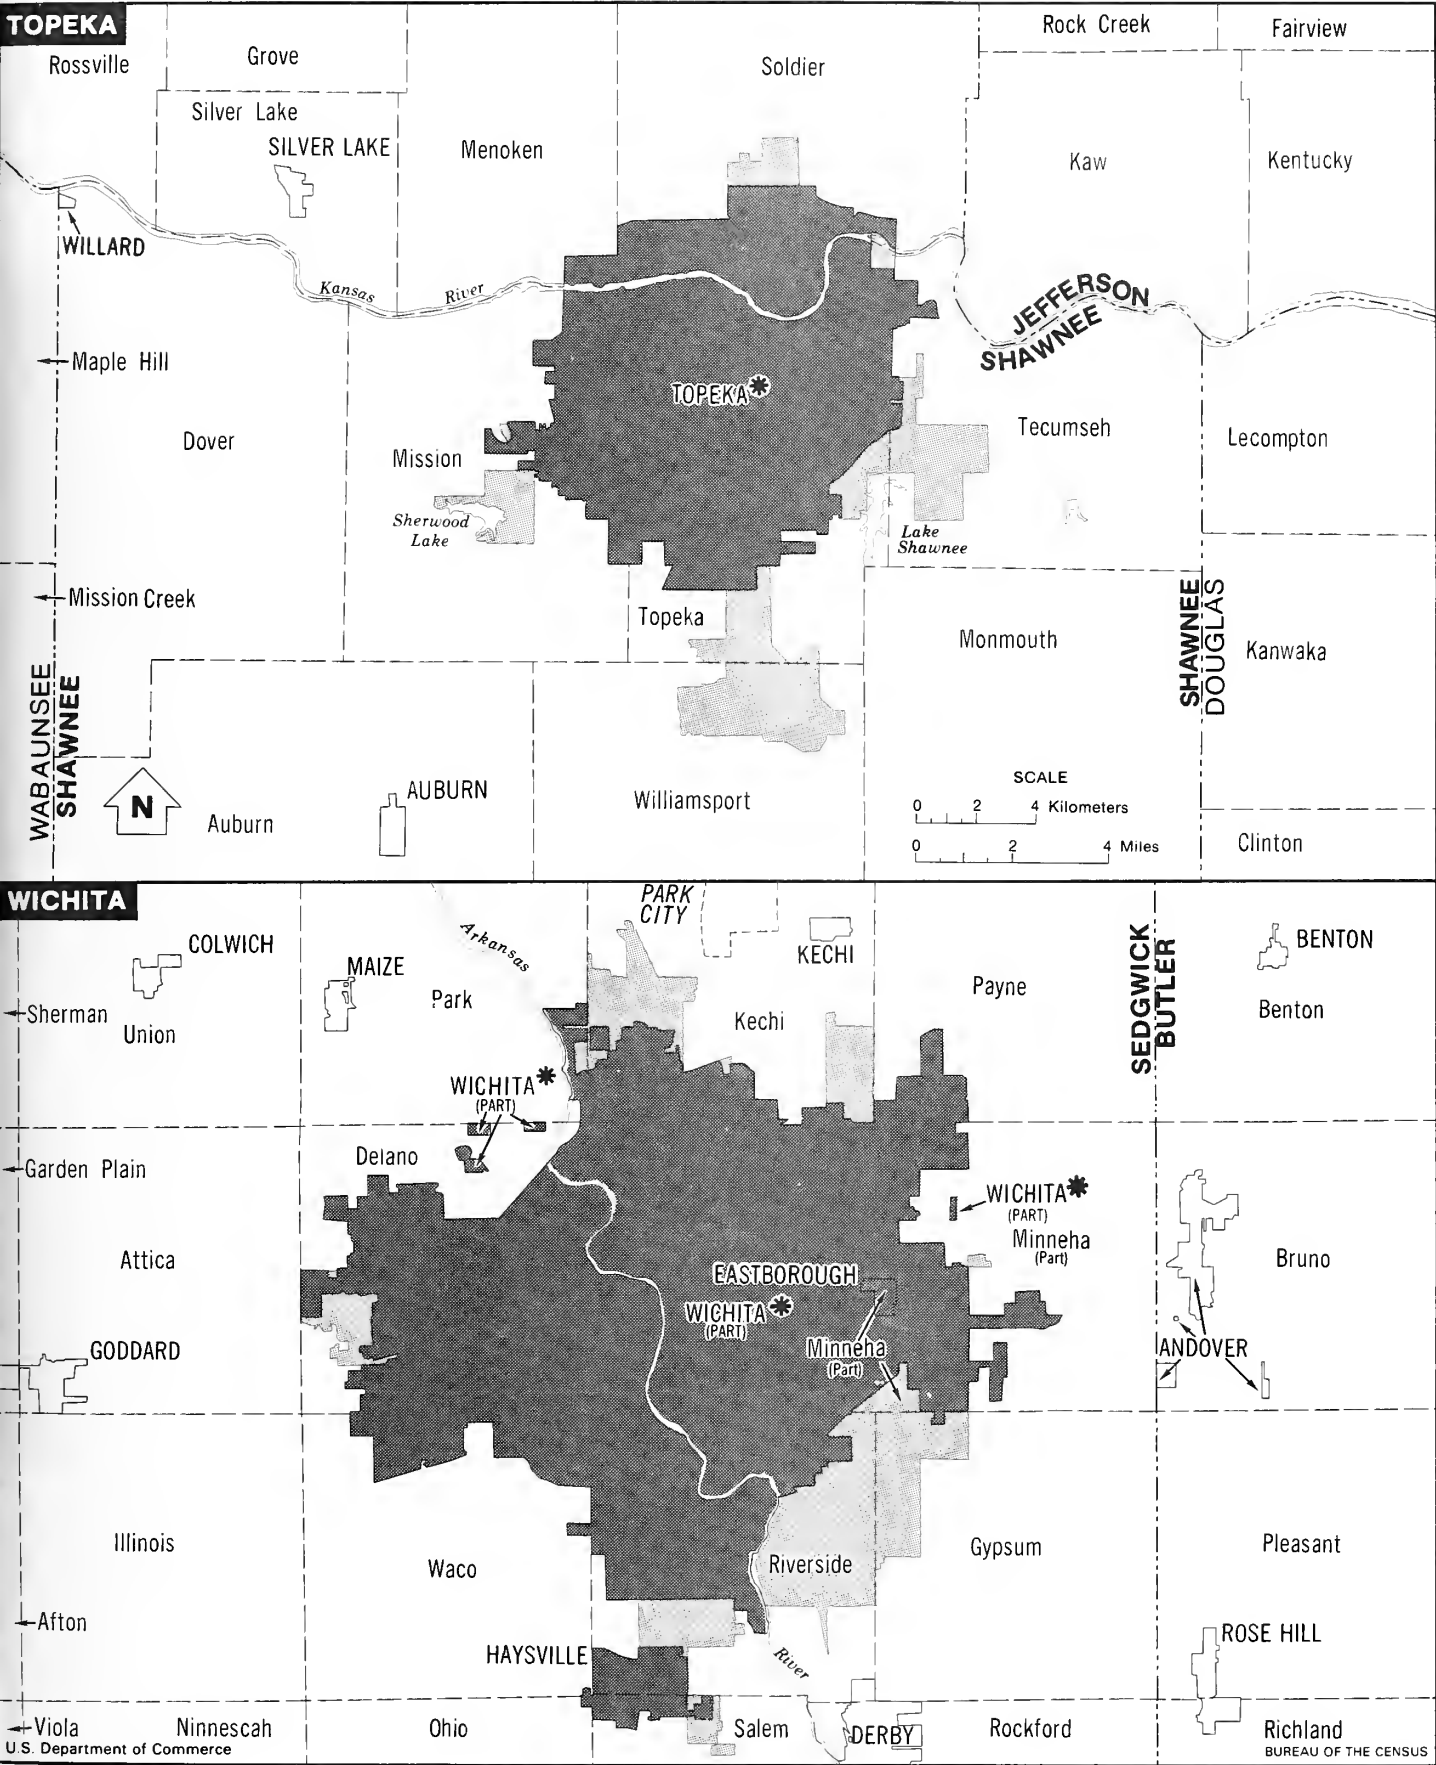 TOPEKA
Rock Creek
Fairview
Rossville
Grove
Soldier
Silver Lake
SILVER LAKE
Menoken
Kaw
Kentucky
WILLARD
Kansas River
JEFFERSON
SHAWNEE
Maple Hill
TOPEKA
Dover
Mission
Tecumseh
Lecompton
Sherwood
Lake
Lake
Shawnee
Mission Creek
Topeka
Monmouth
Kanwaka
SHAWNEE
DOUGLAS
WABAUNSEE
SHAWNEE
N
Auburn
AUBURN
Williamsport
SCALE
0 2 4 Kilometers
0 2 4 Miles
Clinton
WICHITA
PARK
CITY
COLWICH
Arkansas
KECHI
BENTON
MAIZE
Park
Payne
SEDGWICK
BUTLER
Benton
Sherman
Union
Kechi
WICHITA
(PART)
Garden Plain
Delano
WICHITA
(PART)
Minneha
(Part)
Attica
EASTBOROUGH
Bruno
WICHITA
(PART)
GODDARD
Minneha
(Part)
ANDOVER
Illinois
Waco
Riverside
Gypsum
Pleasant
Afton
HAYSVILLE
River
ROSE HILL
Viola
Ninnescah
Ohio
Salem
DERBY
Rockford
Richland
U.S. Department of Commerce
BUREAU OF THE CENSUS